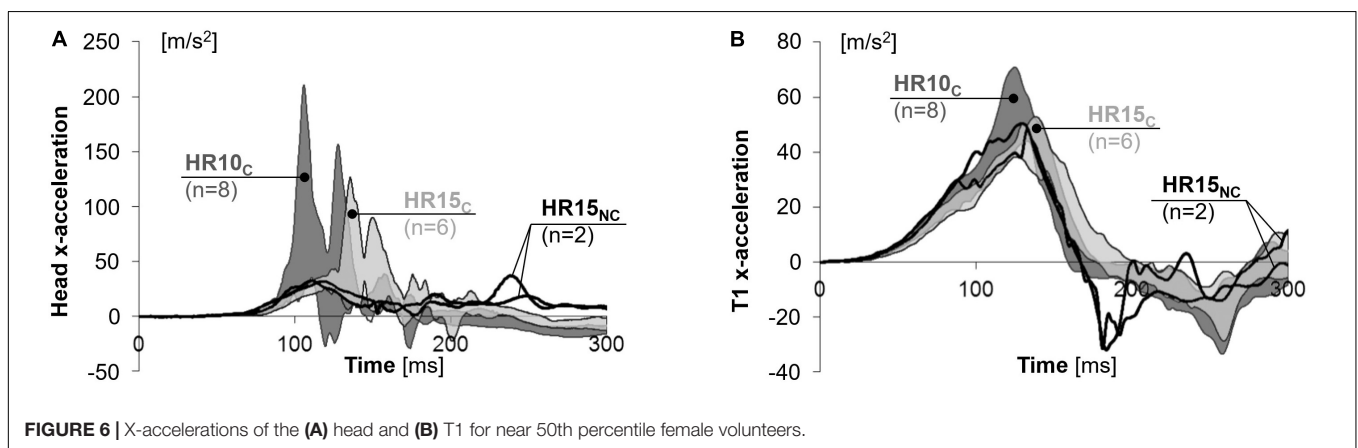 A
250
[m/s²]
200
150
100
50
0
-50
Head x-acceleration
HR10C
(n=8)
HR15C
(n=6)
HR15NC
(n=2)
0
100
200
300
Time [ms]
B
80
[m/s²]
60
40
20
0
-20
-40
T1 x-acceleration
HR10C
(n=8)
HR15C
(n=6)
HR15NC
(n=2)
0
100
200
300
Time [ms]
FIGURE 6 | X-accelerations of the (A) head and (B) T1 for near 50th percentile female volunteers.